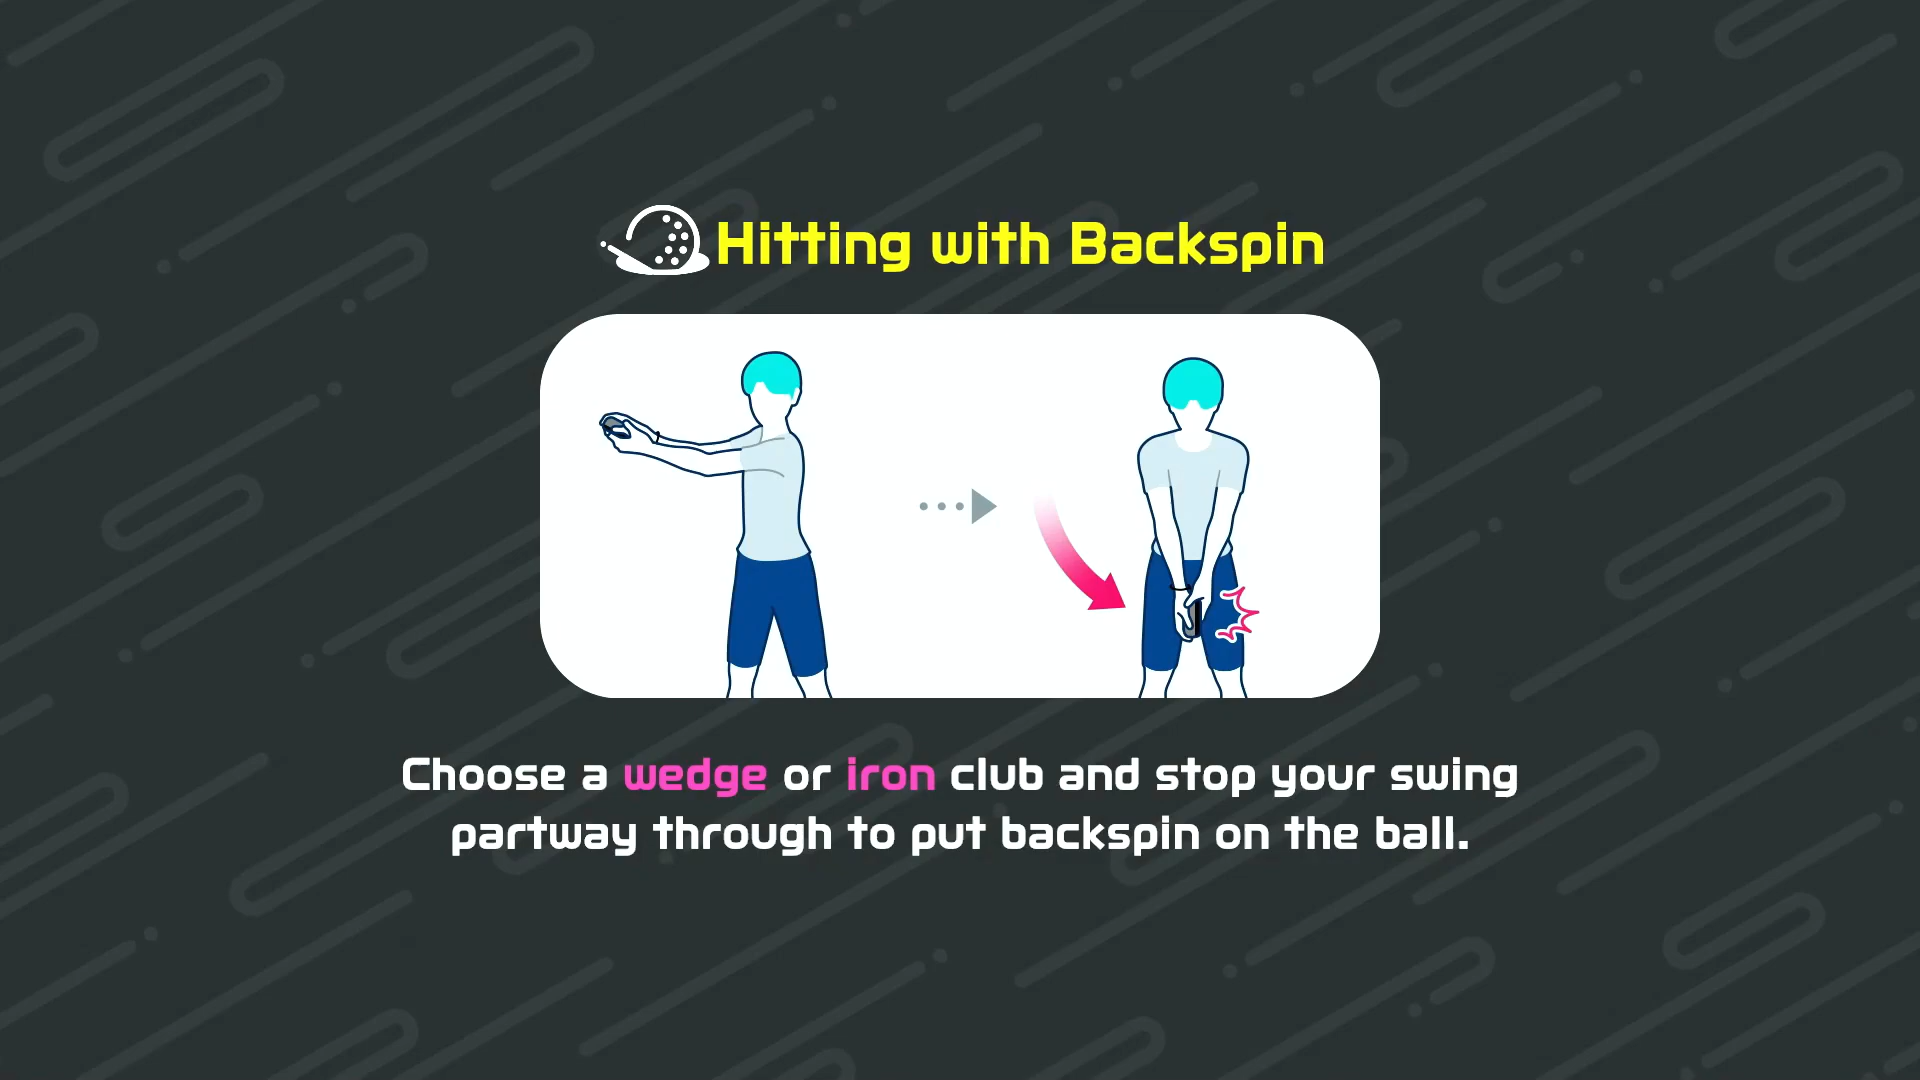 Hitting with Backspin
Choose a wedge or iron club and stop your swing
partway through to put backspin on the ball.